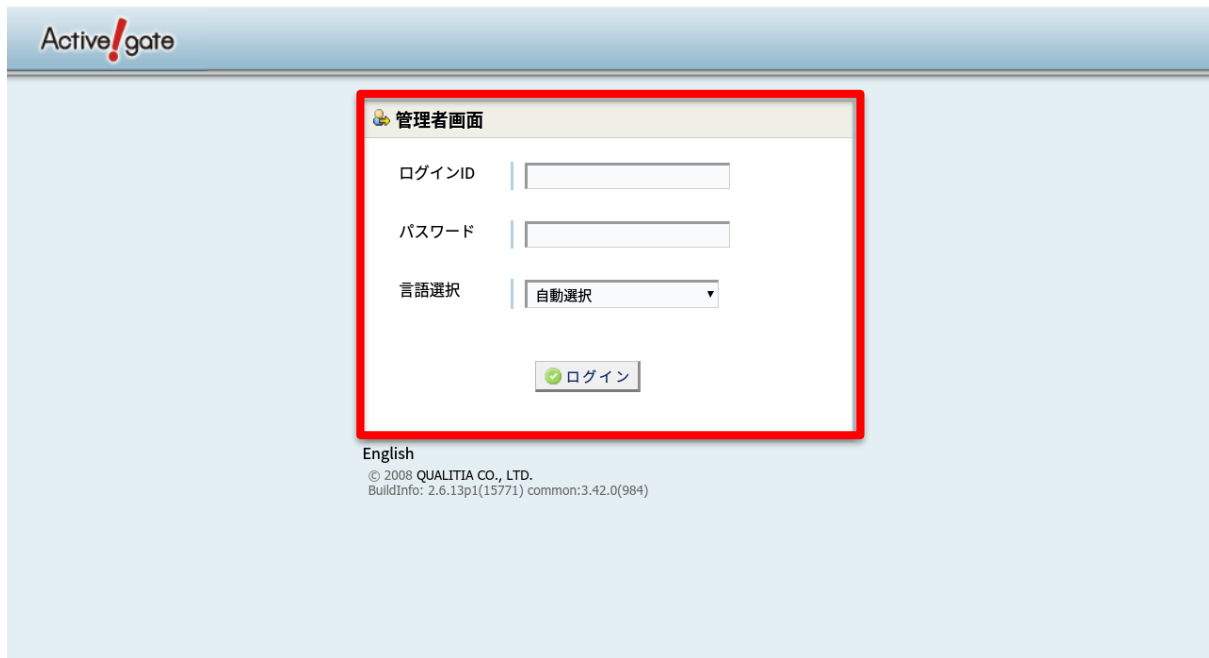 Active!gate
管理者画面
ログインID
パスワード
言語選択
自動選択
ログイン
English
© 2008 QUALITIA CO., LTD.
BuildInfo: 2.6.13p1(15771) common:3.42.0(984)